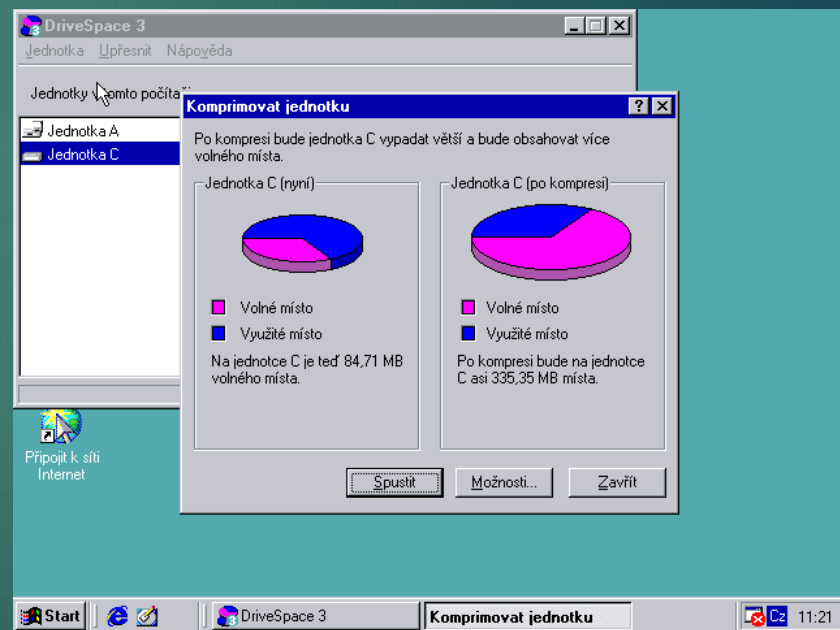 DriveSpace 3
Jednotka Upřesnit Nápověda
Jednotky v tomto
Jednotka A
Jednotka C
Komprimovat jednotku
Po kompresi bude jednotka C vypadat větší a bude obsahovat více
volného místa.
Jednotka C (nyní)
Volné místo
Využité místo
Na jednotce C je teď 84,71 MB
volného místa.
Jednotka C (po kompresi)
Volné místo
Využité místo
Po kompresi bude na jednotce
C asi 335,35 MB místa.
Spustit
Možnosti...
Zavřít
Připojit k síti
Internet
Start
DriveSpace 3
Komprimovat jednotku
Cz
11:21